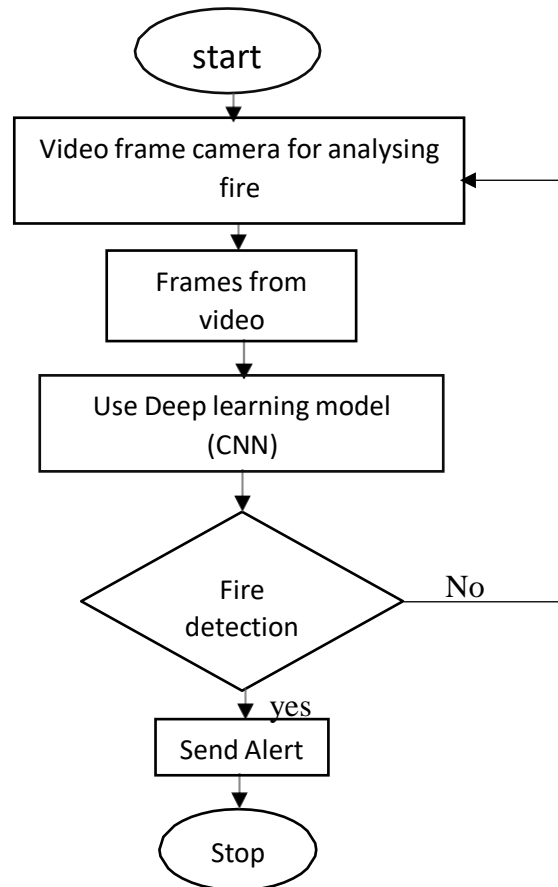 start
Video frame camera for analysing
fire
Frames from
video
Use Deep learning model
(CNN)
Fire
detection
No
yes
Send Alert
Stop